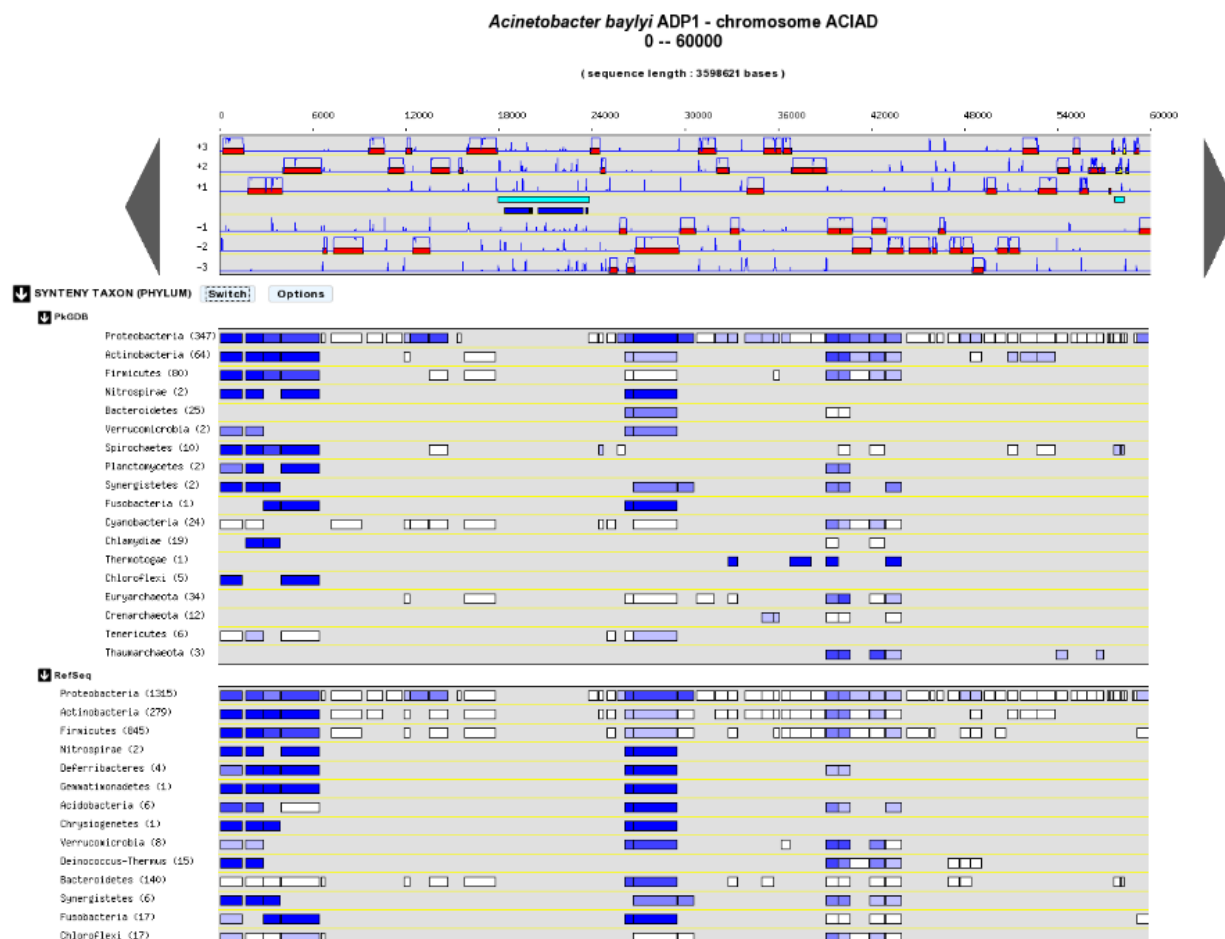 Acinetobacter baylyi ADP1 - chromosome ACIAD
0 -- 60000
( sequence length : 3598621 bases )
0 6000 12000 18000 24000 30000 36000 42000 48000 54000 60000
+3
+2
+1
-1
-2
-3
SYNTENY TAXON (PHYLUM) Switch Options
PkGDB
Proteobacteria (347)
Actinobacteria (64)
Firmicutes (80)
Nitrospirae (2)
Bacteroidetes (25)
Verrucomicrobia (2)
Spirochaetes (10)
Planctomycetes (2)
Synergistetes (2)
Fusobacteria (1)
Cyanobacteria (24)
Chlamydiae (19)
Thermotogae (1)
Chloroflexi (5)
Euryarchaeota (34)
Crenarchaeota (12)
Tenericutes (6)
Thaumarchaeota (3)
RefSeq
Proteobacteria (1315)
Actinobacteria (279)
Firmicutes (845)
Nitrospirae (2)
Deferribacteres (4)
Gemmatimonadetes (1)
Acidobacteria (6)
Chrysiogenetes (1)
Verrucomicrobia (8)
Deinococcus-Thermus (15)
Bacteroidetes (140)
Synergistetes (6)
Fusobacteria (17)
Chloroflexi (17)